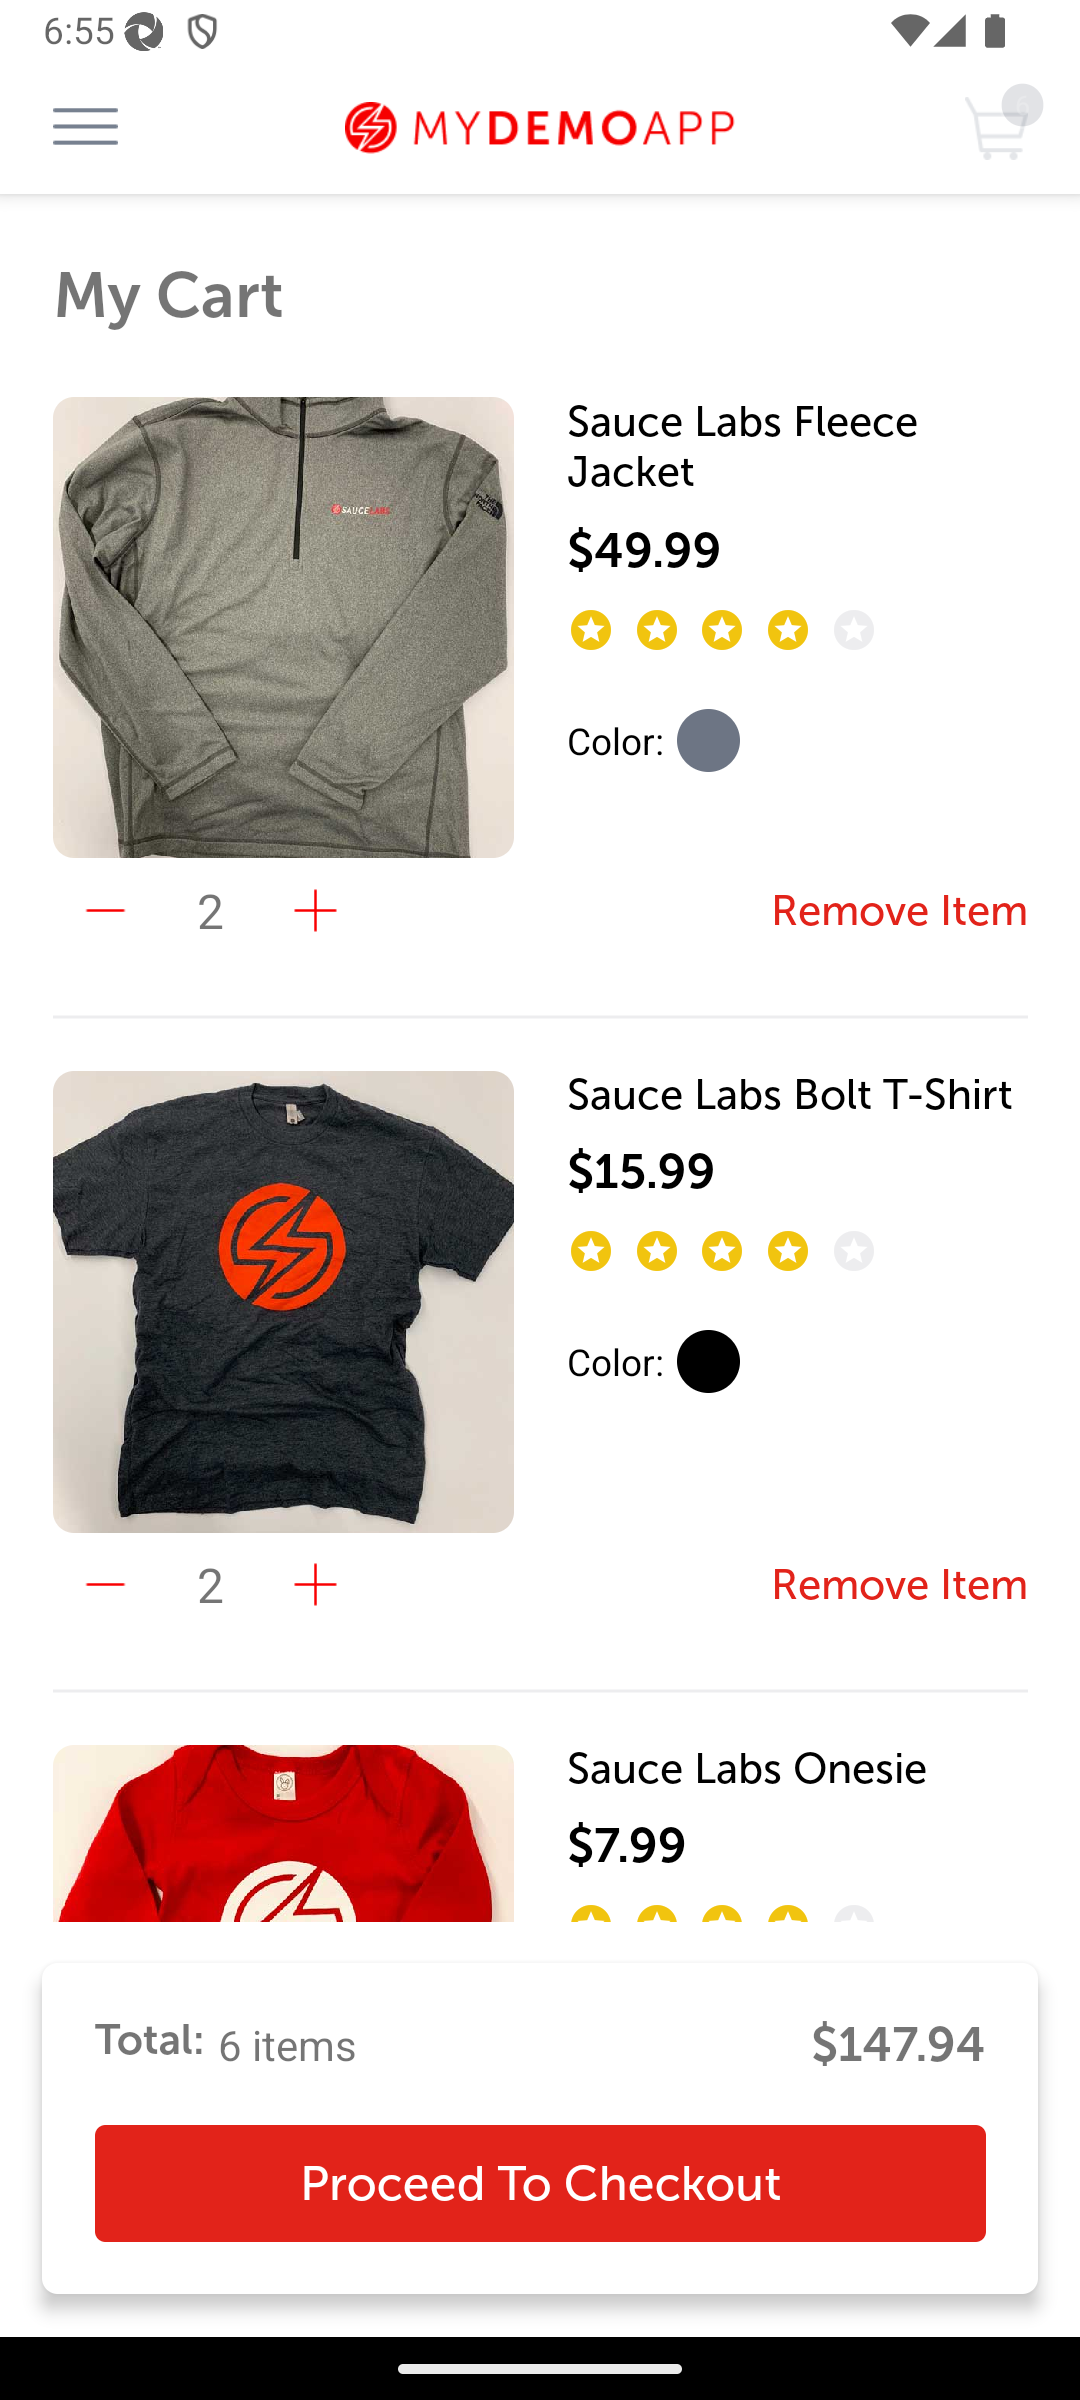 6:55
MYDEMOAPP
6
My Cart
Sauce Labs Fleece
Jacket
$49.99
SAUCELABS
Color:
2
Remove Item
Sauce Labs Bolt T-Shirt
$15.99
Color:
2
Remove Item
Sauce Labs Onesie
$7.99
Total: 6 items
$147.94
Proceed To Checkout